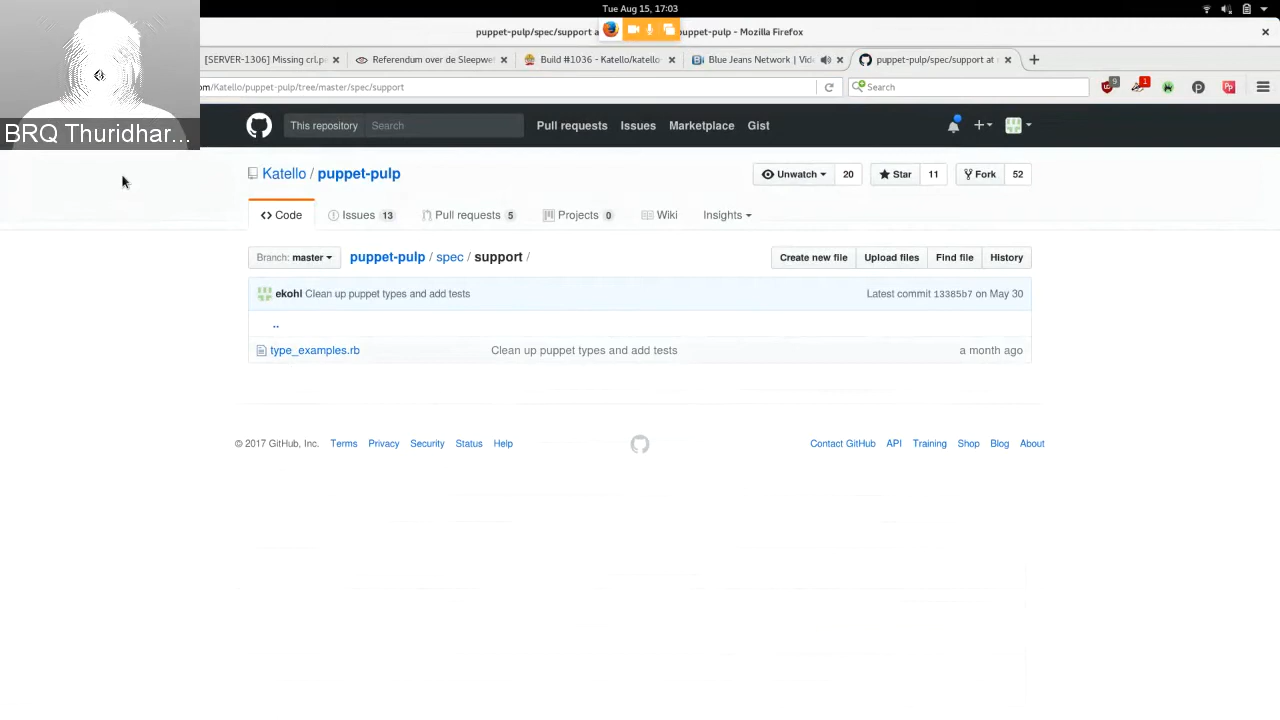 Tue Aug 15, 17:03
puppet-pulp/spec/support a
uppet-pulp - Mozilla Firefox
[SERVER-1306] Missing crl.pe
Referendum over de Sleepwe
Build #1036 - Katello/katello
Blue Jeans Network | Vid
puppet-pulp/spec/support at
om/Katello/puppet-pulp/tree/master/spec/support
Search
9
1
BRQ Thuridhar...
This repository
Search
Pull requests
Issues
Marketplace
Gist
Katello / puppet-pulp
Unwatch
20
Star
11
Fork
52
Code
Issues 13
Pull requests 5
Projects 0
Wiki
Insights
Branch: master
puppet-pulp / spec / support /
Create new file
Upload files
Find file
History
ekohl Clean up puppet types and add tests
Latest commit 13385b7 on May 30
..
type_examples.rb
Clean up puppet types and add tests
a month ago
© 2017 GitHub, Inc.
Terms
Privacy
Security
Status
Help
Contact GitHub
API
Training
Shop
Blog
About